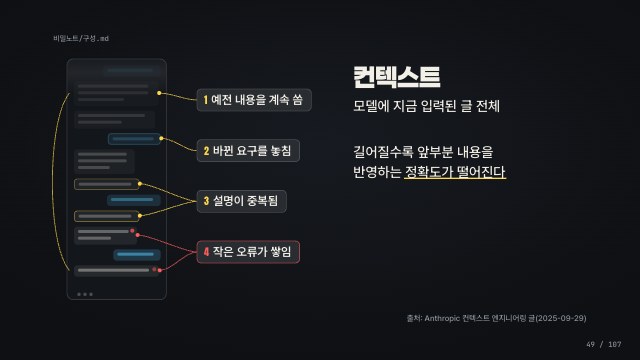 비밀노트/구성.md
1 예전 내용을 계속 씀
2 바뀐 요구를 놓침
3 설명이 중복됨
4 작은 오류가 쌓임
컨텍스트
모델에 지금 입력된 글 전체
길어질수록 앞부분 내용을
반영하는 정확도가 떨어진다
출처: Anthropic 컨텍스트 엔지니어링 글(2025-09-29)
49 / 107